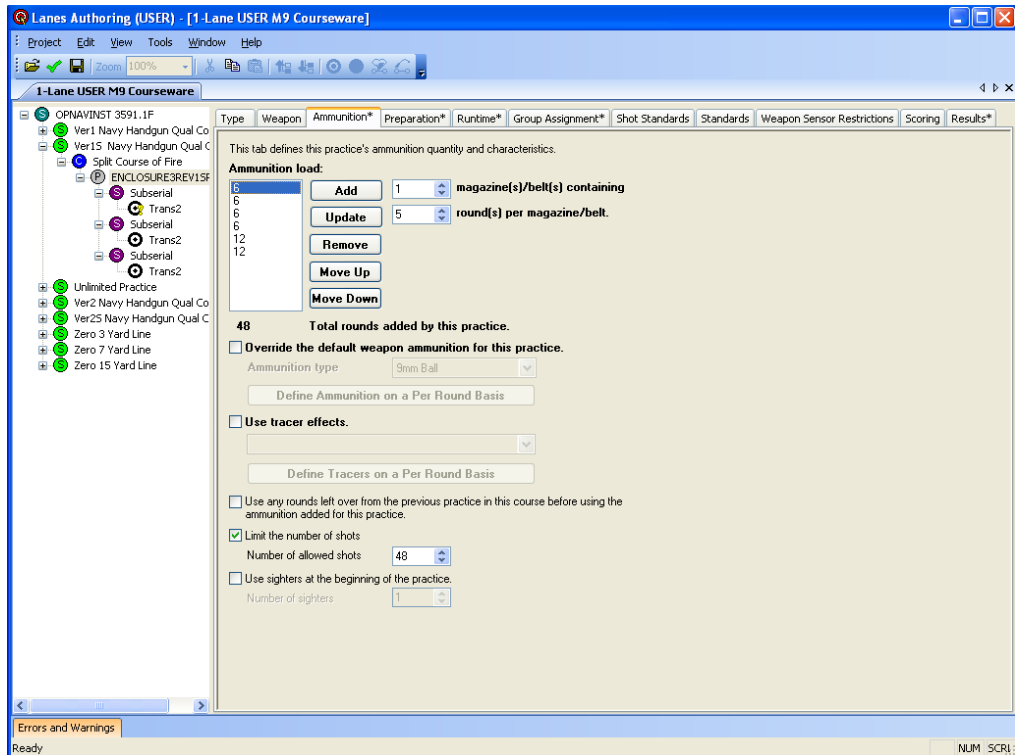 Lanes Authoring (USER) - [1-Lane USER M9 Courseware]
Project Edit View Tools Window Help
Zoom 100%
1-Lane USER M9 Courseware
OPNAVINST 3591.1F
Ver1 Navy Handgun Qual Co
Ver1S Navy Handgun Qual C
Split Course of Fire
ENCLOSURE3REV1SF
Subserial
Trans2
Subserial
Trans2
Subserial
Trans2
Unlimited Practice
Ver2 Navy Handgun Qual Co
Ver2S Navy Handgun Qual C
Zero 3 Yard Line
Zero 7 Yard Line
Zero 15 Yard Line
Type Weapon Ammunition* Preparation* Runtime* Group Assignment* Shot Standards Standards Weapon Sensor Restrictions Scoring Results*
This tab defines this practice's ammunition quantity and characteristics.
Ammunition load:
6
6
6
6
12
12
Add 1 magazine(s)/belt(s) containing
Update 5 round(s) per magazine/belt.
Remove
Move Up
Move Down
48 Total rounds added by this practice.
Override the default weapon ammunition for this practice.
Ammunition type 9mm Ball
Define Ammunition on a Per Round Basis
Use tracer effects.
Define Tracers on a Per Round Basis
Use any rounds left over from the previous practice in this course before using the
ammunition added for this practice.
Limit the number of shots
Number of allowed shots 48
Use sighters at the beginning of the practice.
Number of sighters 1
Errors and Warnings
Ready NUM SCRL